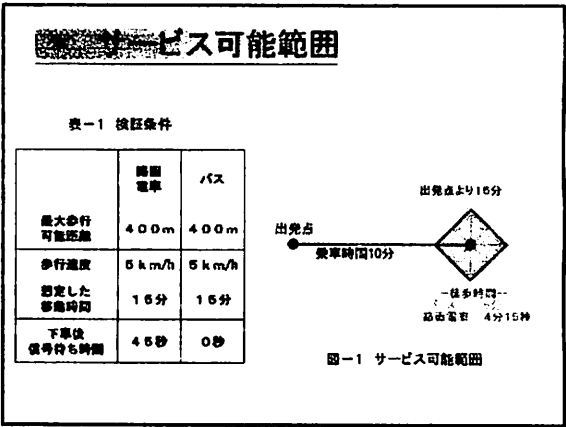 サービス可能範囲
表－1 検証条件
路面電車 バス
最大歩行可能距離 400m 400m
歩行速度 5km/h 5km/h
想定した移動時間 15分 15分
下車後信号待ち時間 45秒 0秒
出発点より15分
出発点
乗車時間10分
-徒歩時間--
路面電車 4分15秒
図－1 サービス可能範囲